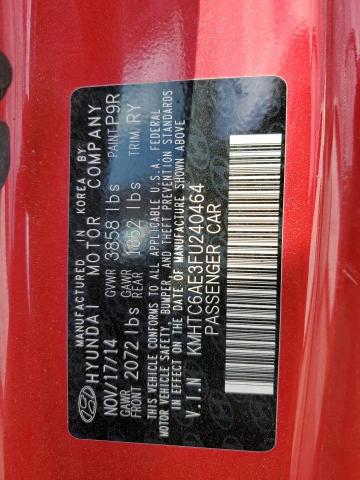 MANUFACTURED IN KOREA BY
HYUNDAI MOTOR COMPANY
NOV/17/14 GVWR 3858 lbs PAINT P9R
GAWR FRONT 2072 lbs GAWR REAR 1852 lbs TRIM RY
THIS VEHICLE CONFORMS TO ALL APPLICABLE U.S.A. FEDERAL
MOTOR VEHICLE SAFETY, BUMPER, AND THEFT PREVENTION STANDARDS
IN EFFECT ON THE DATE OF MANUFACTURE SHOWN ABOVE
V.I.N KMHTC6AE3FU240464
PASSENGER CAR